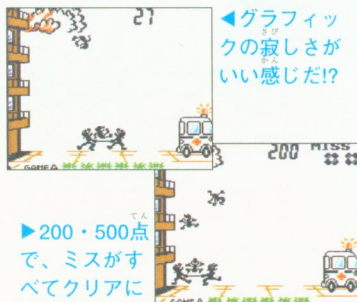 27
◀グラフィッ
クの寂しさが
いい感じだ!?
GAME A
200 MISS
▶200・500点
で、ミスがす
べてクリアに
GAME A